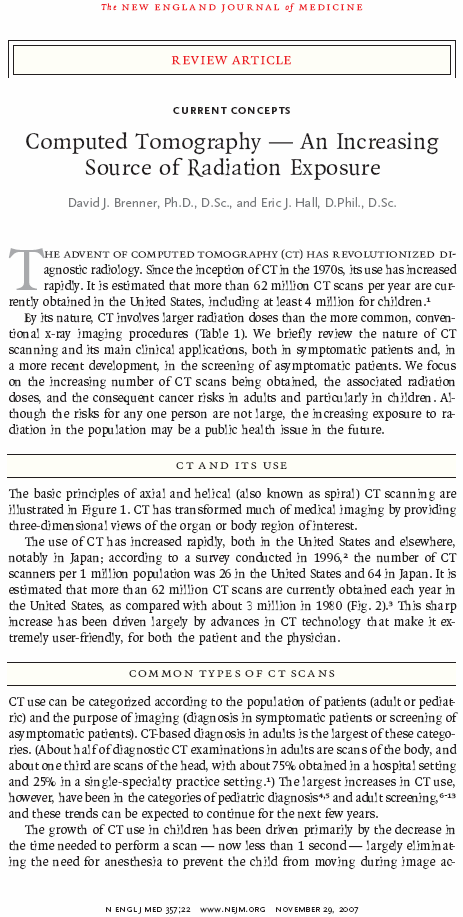 The NEW ENGLAND JOURNAL of MEDICINE
REVIEW ARTICLE
CURRENT CONCEPTS
Computed Tomography — An Increasing
Source of Radiation Exposure
David J. Brenner, Ph.D., D.Sc., and Eric J. Hall, D.Phil., D.Sc.
THE ADVENT OF COMPUTED TOMOGRAPHY (CT) HAS REVOLUTIONIZED DI-
agnostic radiology. Since the inception of CT in the 1970s, its use has increased
rapidly. It is estimated that more than 62 million CT scans per year are cur-
rently obtained in the United States, including at least 4 million for children.¹
By its nature, CT involves larger radiation doses than the more common, conven-
tional x-ray imaging procedures (Table 1). We briefly review the nature of CT
scanning and its main clinical applications, both in symptomatic patients and, in
a more recent development, in the screening of asymptomatic patients. We focus
on the increasing number of CT scans being obtained, the associated radiation
doses, and the consequent cancer risks in adults and particularly in children. Al-
though the risks for any one person are not large, the increasing exposure to ra-
diation in the population may be a public health issue in the future.
CT AND ITS USE
The basic principles of axial and helical (also known as spiral) CT scanning are
illustrated in Figure 1. CT has transformed much of medical imaging by providing
three-dimensional views of the organ or body region of interest.
The use of CT has increased rapidly, both in the United States and elsewhere,
notably in Japan; according to a survey conducted in 1996,² the number of CT
scanners per 1 million population was 26 in the United States and 64 in Japan. It is
estimated that more than 62 million CT scans are currently obtained each year in
the United States, as compared with about 3 million in 1980 (Fig. 2).³ This sharp
increase has been driven largely by advances in CT technology that make it ex-
tremely user-friendly, for both the patient and the physician.
COMMON TYPES OF CT SCANS
CT use can be categorized according to the population of patients (adult or pediat-
ric) and the purpose of imaging (diagnosis in symptomatic patients or screening of
asymptomatic patients). CT-based diagnosis in adults is the largest of these catego-
ries. (About half of diagnostic CT examinations in adults are scans of the body, and
about one third are scans of the head, with about 75% obtained in a hospital setting
and 25% in a single-specialty practice setting.¹) The largest increases in CT use,
however, have been in the categories of pediatric diagnosis⁴,⁵ and adult screening,⁶⁻¹³
and these trends can be expected to continue for the next few years.
The growth of CT use in children has been driven primarily by the decrease in
the time needed to perform a scan — now less than 1 second — largely eliminat-
ing the need for anesthesia to prevent the child from moving during image ac-
N ENGL J MED 357;22 WWW.NEJM.ORG NOVEMBER 29, 2007